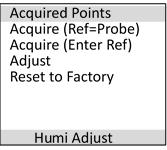 Acquired Points
Acquire (Ref=Probe)
Acquire (Enter Ref)
Adjust
Reset to Factory
Humi Adjust